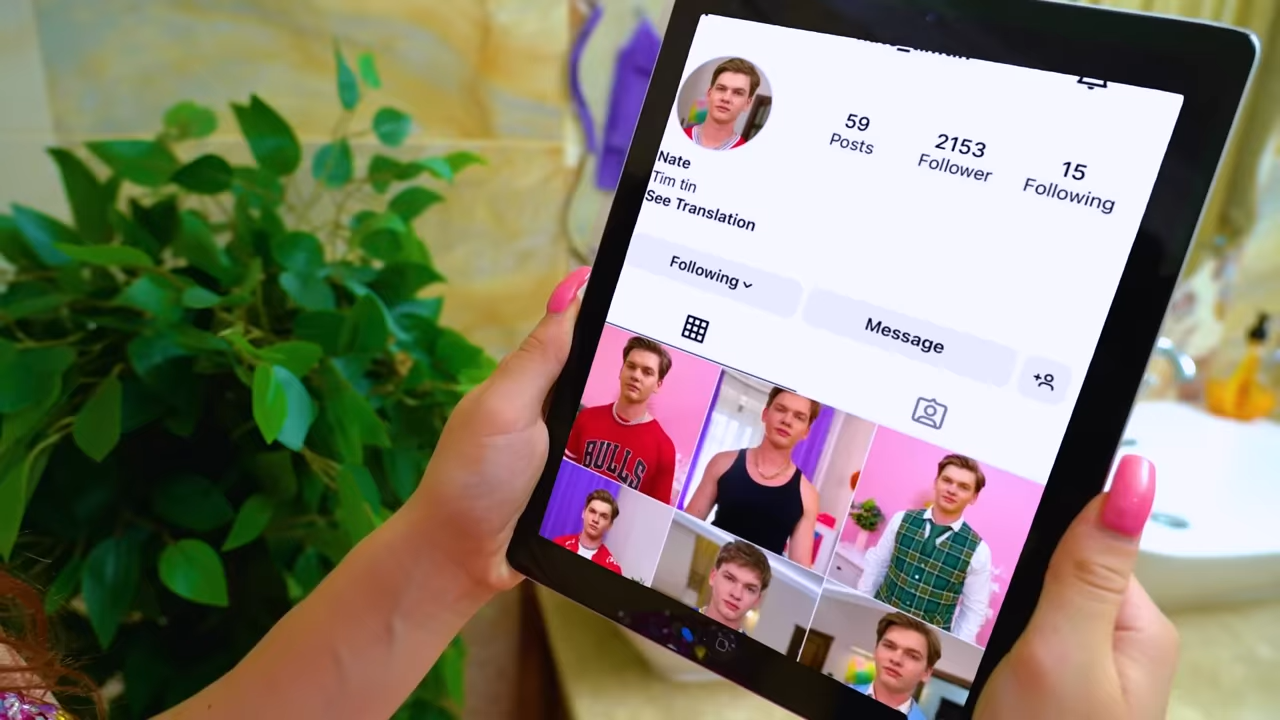 59
Posts
2153
Follower
15
Following
Nate
Tim tin
See Translation
Following
Message
BULLS